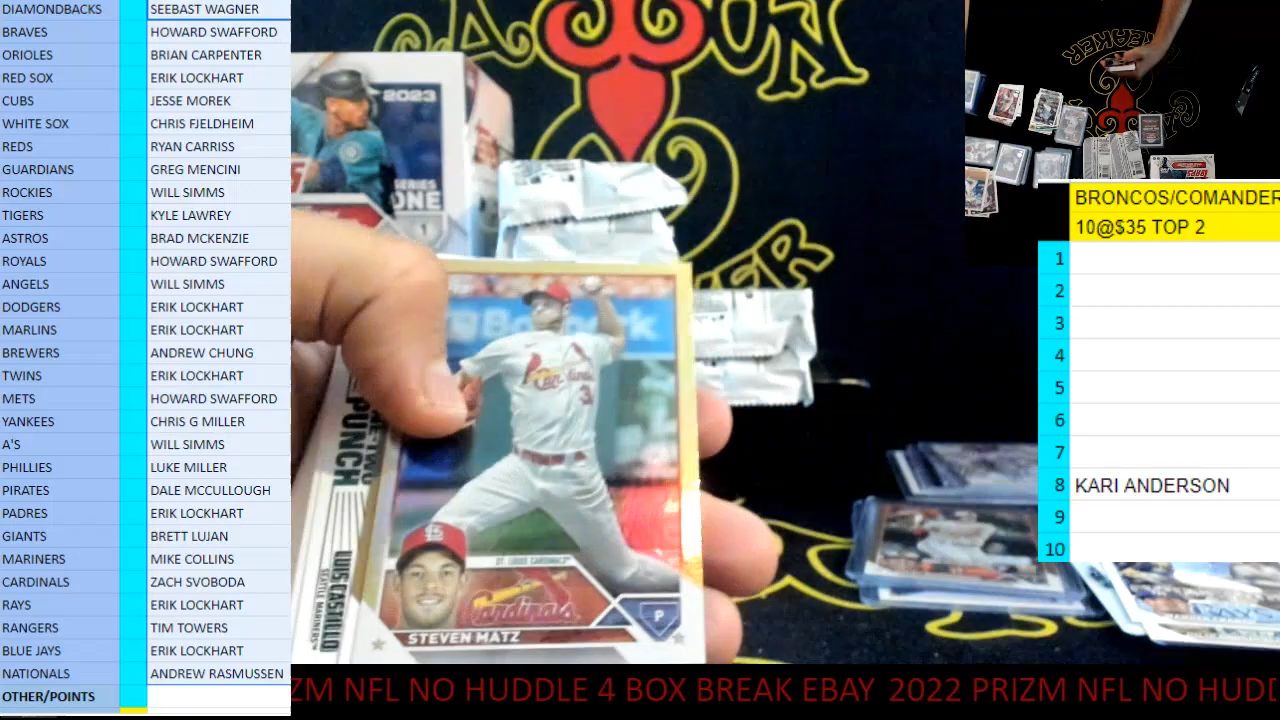 DIAMONDBACKS SEEBAST WAGNER
BRAVES HOWARD SWAFFORD
ORIOLES BRIAN CARPENTER
RED SOX ERIK LOCKHART
CUBS JESSE MOREK
WHITE SOX CHRIS FJELDHEIM
REDS RYAN CARRISS
GUARDIANS GREG MENCINI
ROCKIES WILL SIMMS
TIGERS KYLE LAWREY
ASTROS BRAD MCKENZIE
ROYALS HOWARD SWAFFORD
ANGELS WILL SIMMS
DODGERS ERIK LOCKHART
MARLINS ERIK LOCKHART
BREWERS ANDREW CHUNG
TWINS ERIK LOCKHART
METS HOWARD SWAFFORD
YANKEES CHRIS G MILLER
A'S WILL SIMMS
PHILLIES LUKE MILLER
PIRATES DALE MCCULLOUGH
PADRES ERIK LOCKHART
GIANTS BRETT LUJAN
MARINERS MIKE COLLINS
CARDINALS ZACH SVOBODA
RAYS ERIK LOCKHART
RANGERS TIM TOWERS
BLUE JAYS ERIK LOCKHART
NATIONALS ANDREW RASMUSSEN
OTHER/POINTS
2023
SERIES
ONE
1
PUNCH
LUIS CASTILLO
SEATTLE MARINERS
Cardinals
3
ST. LOUIS CARDINALS
Cardinals
P
STEVEN MATZ
BRONCOS/COMANDER
10@$35 TOP 2
1
2
3
4
5
6
7
8 KARI ANDERSON
9
10
ZM NFL NO HUDDLE 4 BOX BREAK EBAY 2022 PRIZM NFL NO HUDD